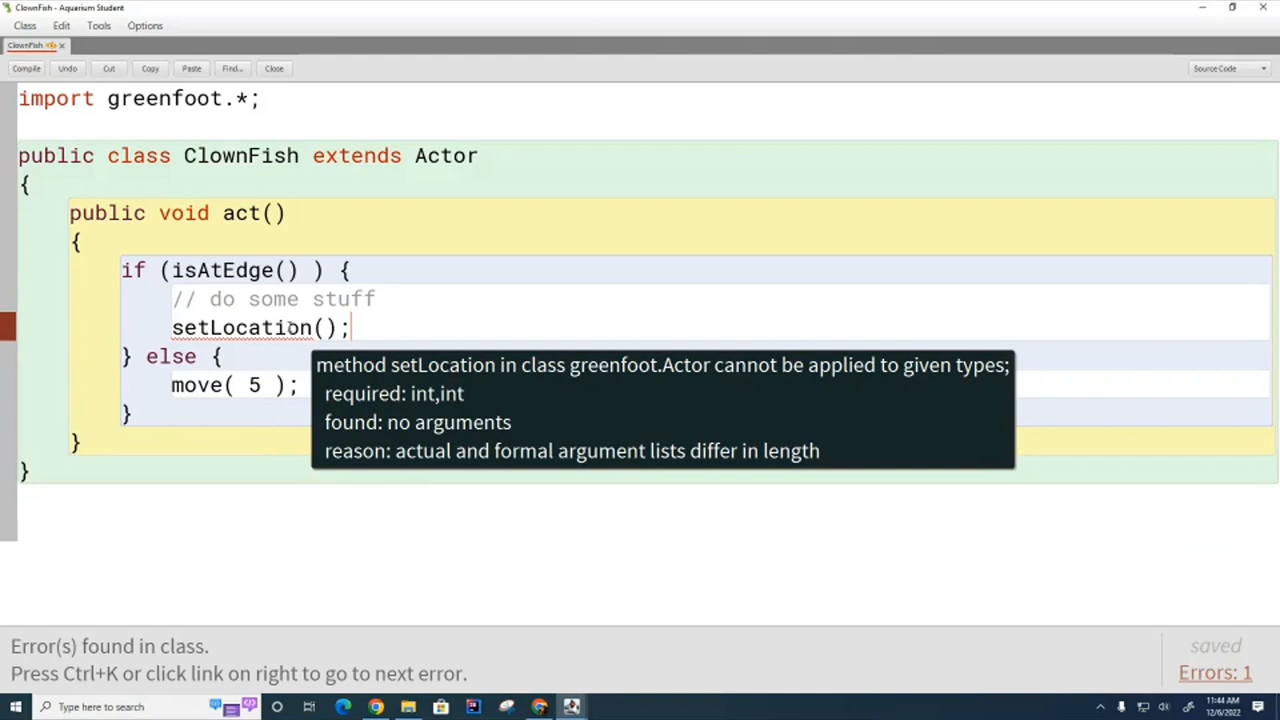 ClownFish - Aquarium Student
Class Edit Tools Options
ClownFish
Compile Undo Cut Copy Paste Find... Close Source Code
import greenfoot.*;
public class ClownFish extends Actor
{
public void act()
{
if (isAtEdge() ) {
// do some stuff
setLocation();
} else {
move( 5 );
}
}
}
method setLocation in class greenfoot.Actor cannot be applied to given types;
required: int,int
found: no arguments
reason: actual and formal argument lists differ in length
Error(s) found in class.
Press Ctrl+K or click link on right to go to next error.
saved
Errors: 1
Type here to search
11:44 AM
12/6/2022